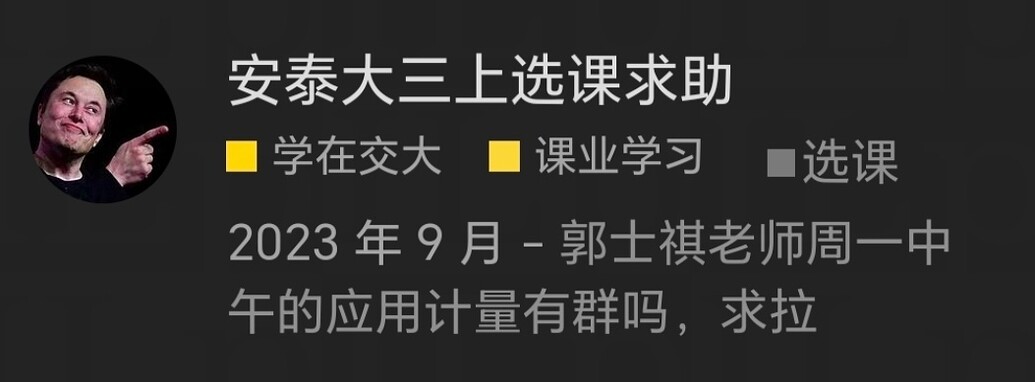 安泰大三上选课求助
学在交大 课业学习 选课
2023 年 9 月 – 郭士祺老师周一中
午的应用计量有群吗，求拉